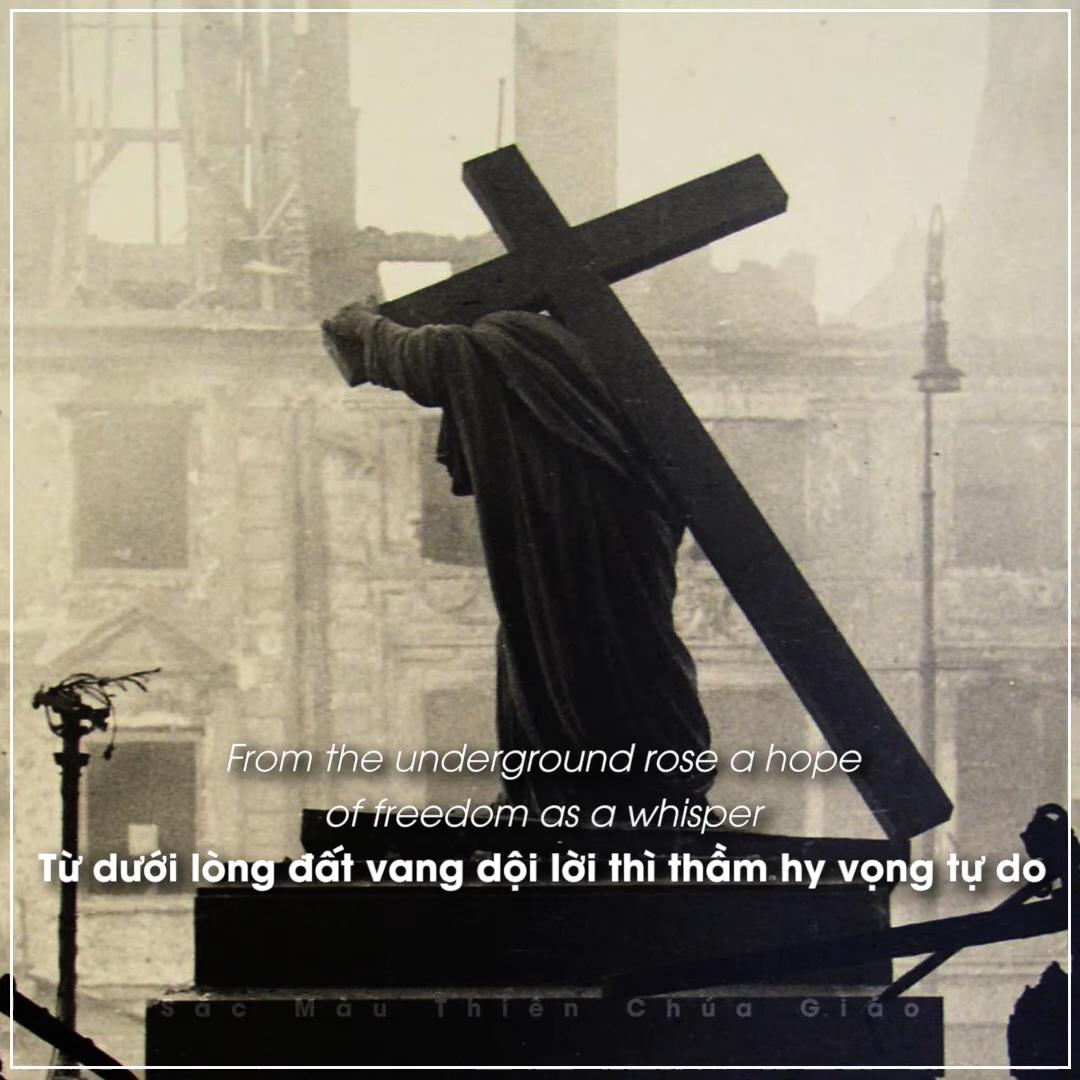 From the underground rose a hope
of freedom as a whisper
Từ dưới lòng đất vang dội lời thì thầm hy vọng tự do
Sắc Màu Thiên Chúa Giáo